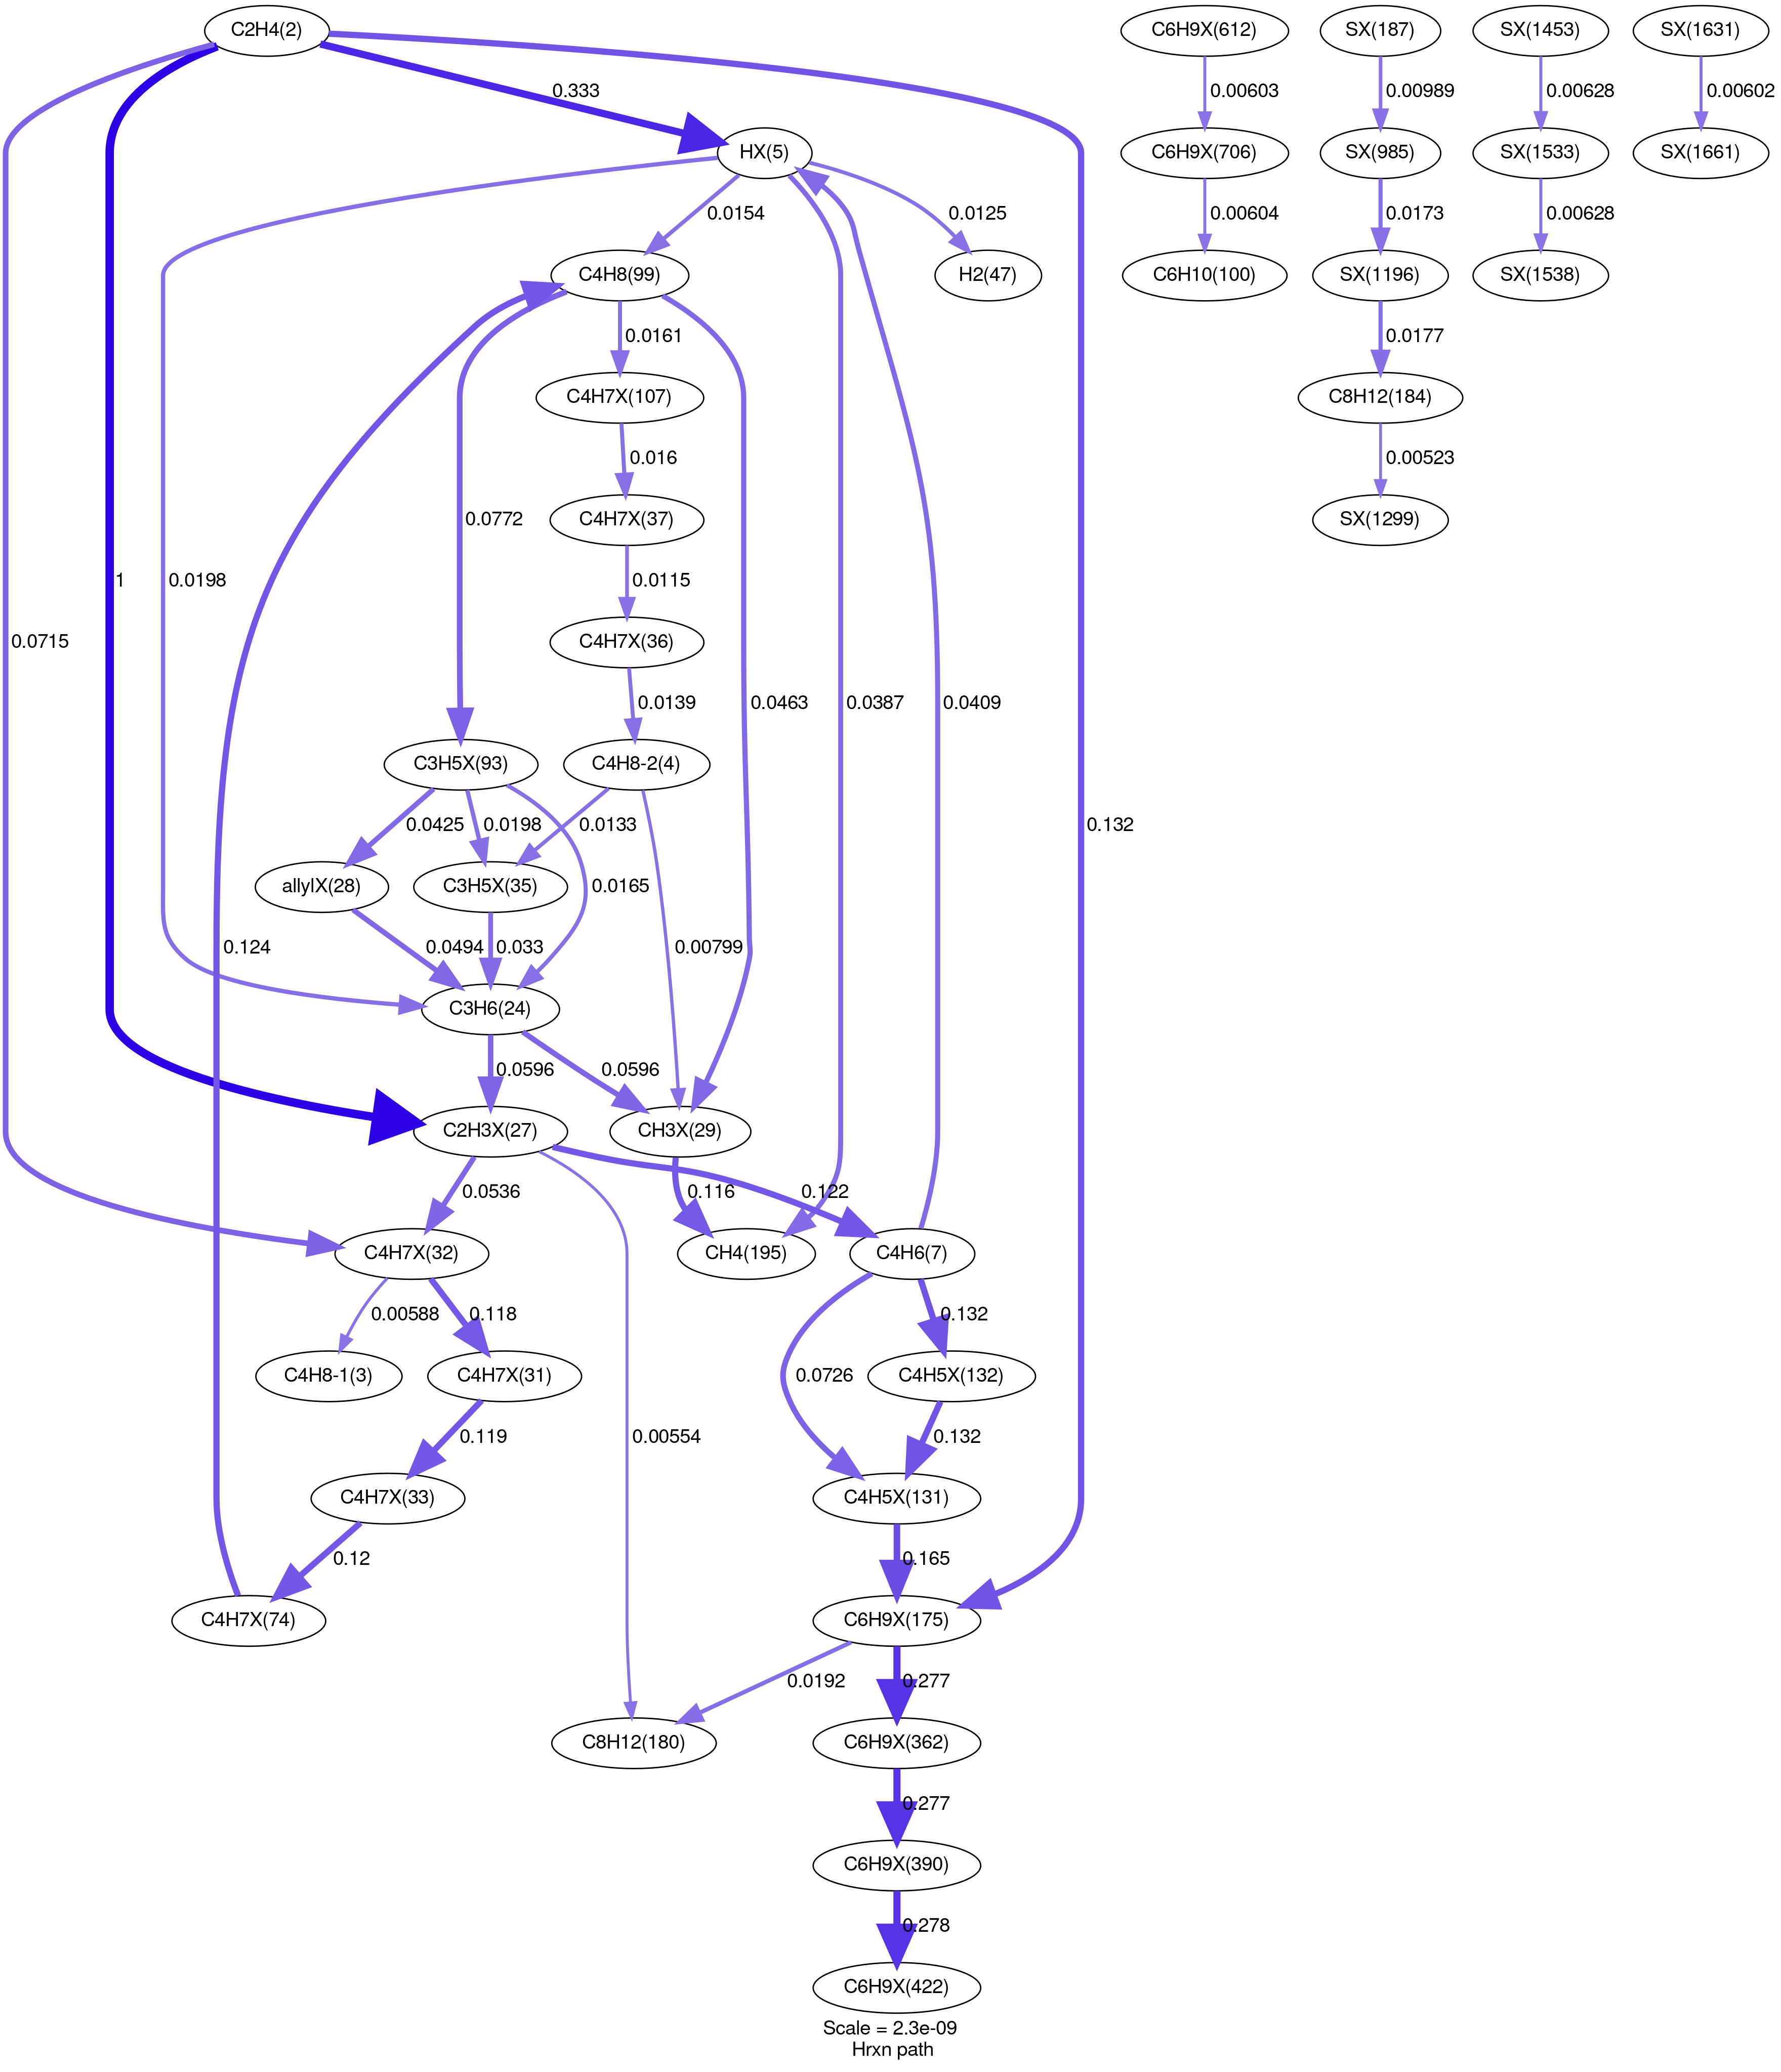 C2H4(2)
C6H9X(612)
SX(187)
SX(1453)
SX(1631)
0.333
0.00603
0.00989
0.00628
0.00602
HX(5)
C6H9X(706)
SX(985)
SX(1533)
SX(1661)
0.0154
0.0125
0.00604
0.0173
0.00628
C4H8(99)
H2(47)
C6H10(100)
SX(1196)
SX(1538)
0.0161
0.0177
C4H7X(107)
C8H12(184)
0.016
0.00523
0.0772
C4H7X(37)
SX(1299)
1
0.0198
0.0115
0.0715
C4H7X(36)
0.0139
0.0463
0.0387
0.0409
C3H5X(93)
C4H8-2(4)
0.0425
0.0198
0.0133
0.132
allylX(28)
C3H5X(35)
0.0165
0.124
0.0494
0.033
0.00799
C3H6(24)
0.0596
0.0596
C2H3X(27)
CH3X(29)
0.0536
0.116
0.122
C4H7X(32)
CH4(195)
C4H6(7)
0.00588
0.118
0.132
C4H8-1(3)
C4H7X(31)
0.0726
C4H5X(132)
0.119
0.00554
0.132
C4H7X(33)
C4H5X(131)
0.12
0.165
C4H7X(74)
C6H9X(175)
0.0192
0.277
C8H12(180)
C6H9X(362)
0.277
C6H9X(390)
0.278
C6H9X(422)
Scale = 2.3e-09
Hrxn path